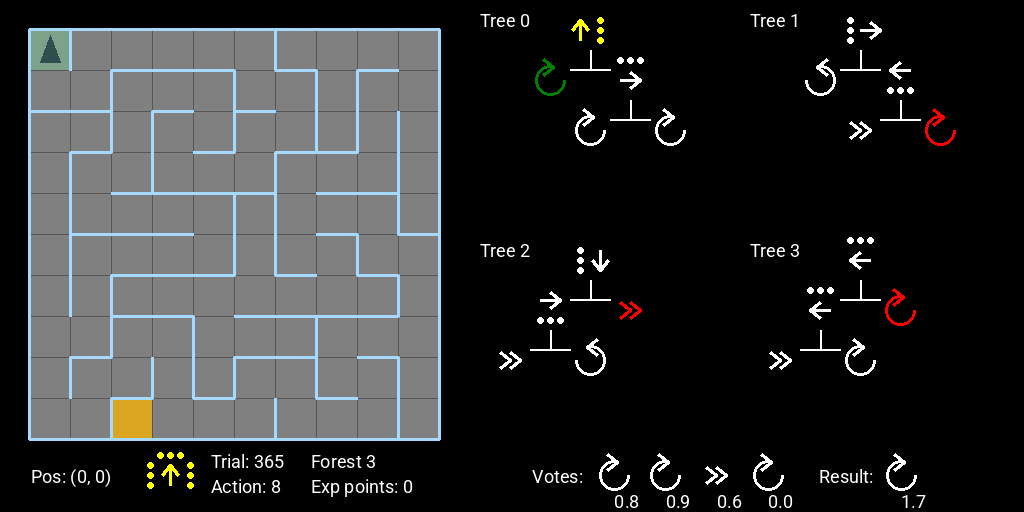 Tree 0
Tree 1
Tree 2
Tree 3
Pos: (0, 0)
Trial: 365
Forest 3
Action: 8
Exp points: 0
Votes:
0.8
0.9
0.6
0.0
Result:
1.7